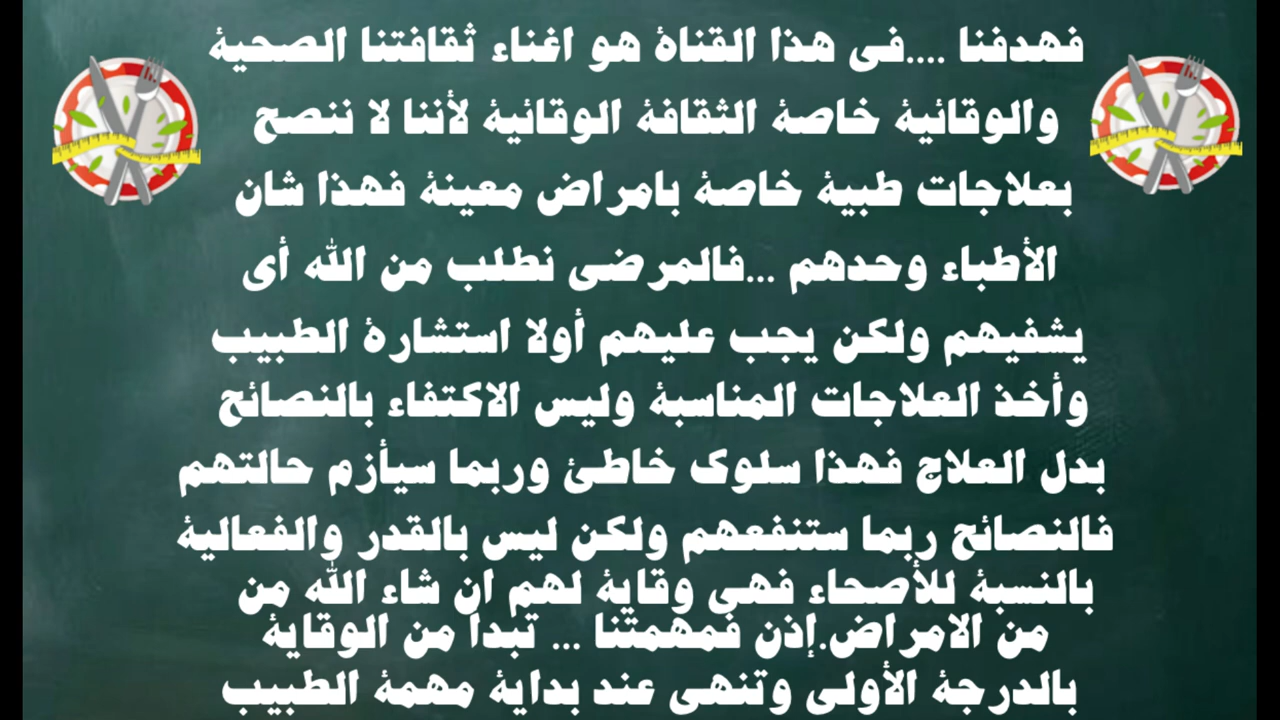 فهدفنا ....فى هذا القناة هو اغناء ثقافتنا الصحية
والوقائية خاصة الثقافة الوقائية لأننا لا ننصح
بعلاجات طبية خاصة بامراض معينة فهذا شان
الأطباء وحدهم ...فالمرضى نطلب من الله أى
يشفيهم ولكن يجب عليهم أولا استشارة الطبيب
وأخذ العلاجات المناسبة وليس الاكتفاء بالنصائح
بدل العلاج فهذا سلوك خاطئ وربما سيأزم حالتهم
فالنصائح ربما ستنفعهم ولكن ليس بالقدر والفعالية
بالنسبة للأصحاء فهى وقاية لهم ان شاء الله من
من الامراض.إذن فمهمتنا ... تبدا من الوقاية
بالدرجة الأولى وتنهى عند بداية مهمة الطبيب